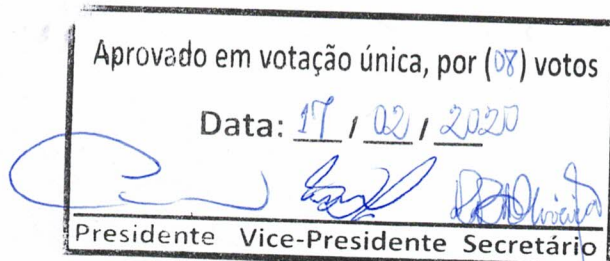 Aprovado em votação única, por (08) votos
Data: 17 / 02 / 2020
Presidente Vice-Presidente Secretário